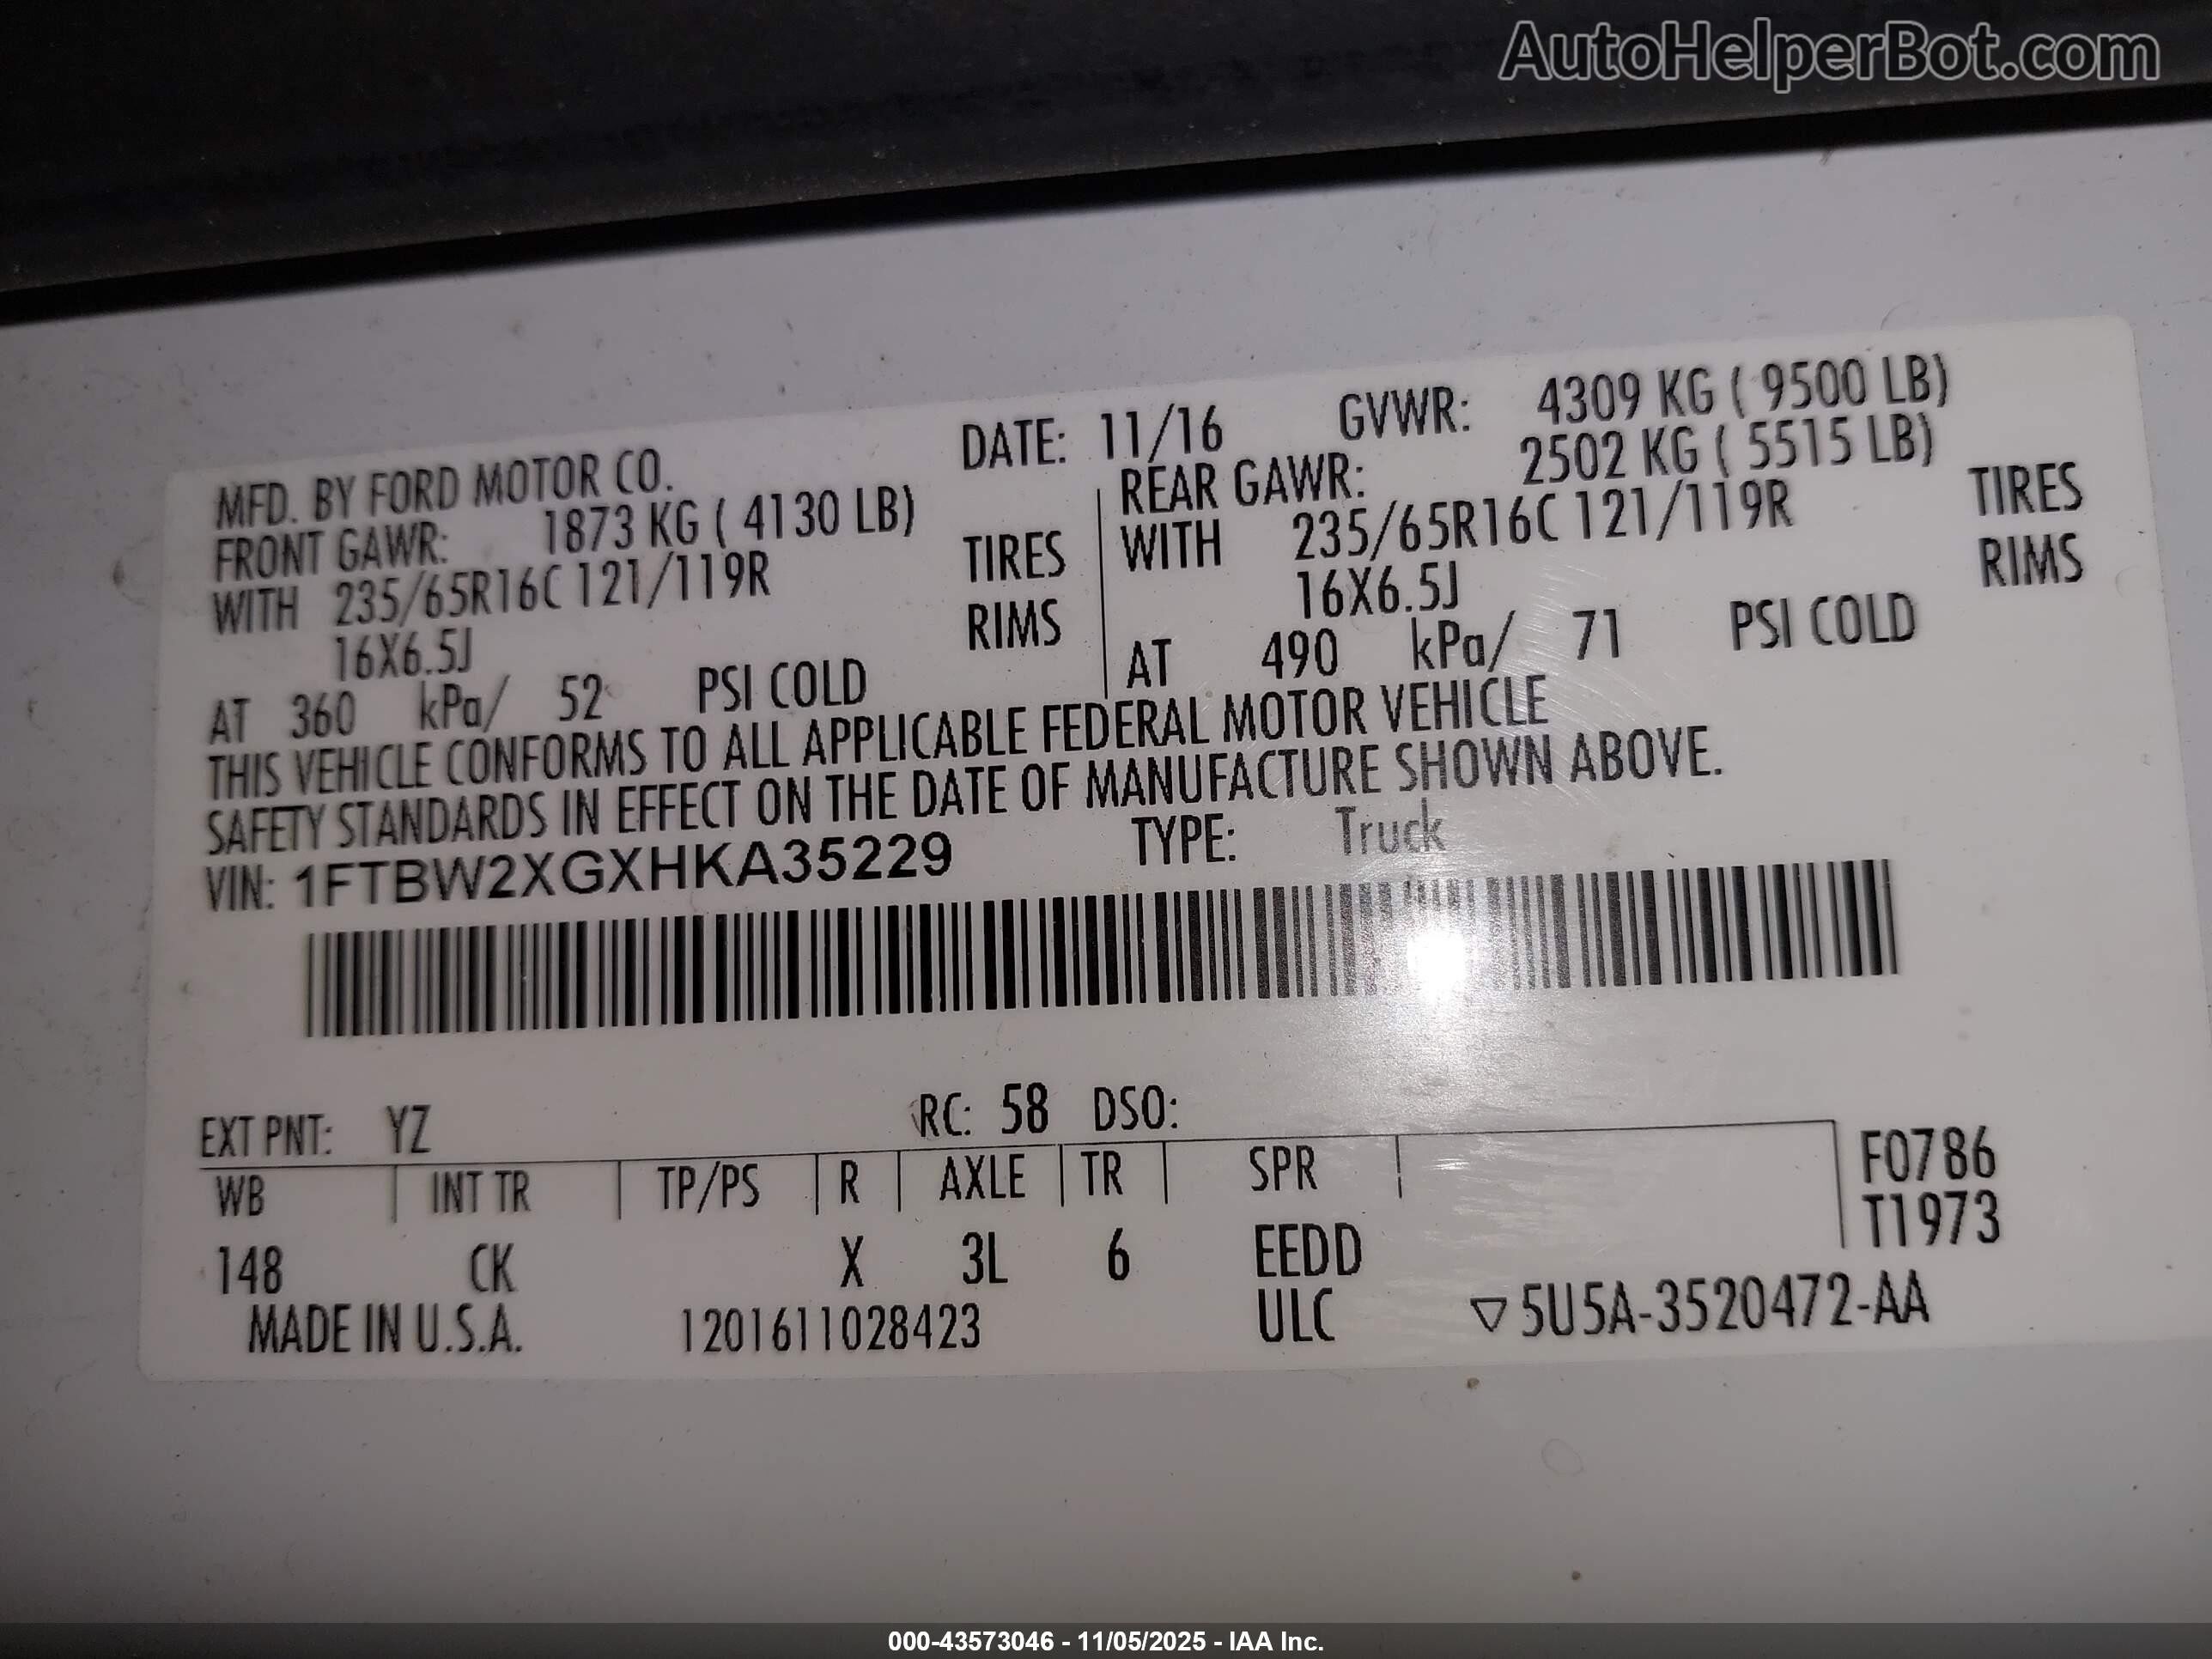 AutoHelperBot.com
MFD. BY FORD MOTOR CO. DATE: 11/16 GVWR: 4309 KG ( 9500 LB)
FRONT GAWR: 1873 KG ( 4130 LB) REAR GAWR: 2502 KG ( 5515 LB)
WITH 235/65R16C 121/119R TIRES WITH 235/65R16C 121/119R TIRES
16X6.5J RIMS 16X6.5J RIMS
AT 360 kPa/ 52 PSI COLD AT 490 kPa/ 71 PSI COLD
THIS VEHICLE CONFORMS TO ALL APPLICABLE FEDERAL MOTOR VEHICLE
SAFETY STANDARDS IN EFFECT ON THE DATE OF MANUFACTURE SHOWN ABOVE.
VIN: 1FTBW2XGXHKA35229 TYPE: Truck
EXT PNT: YZ RC: 58 DSO:
WB INT TR TP/PS R AXLE TR SPR F0786
T1973
148 CK X 3L 6 EEDD
MADE IN U.S.A. 1201611028423 ULC ▽5U5A-3520472-AA
000-43573046 - 11/05/2025 - IAA Inc.